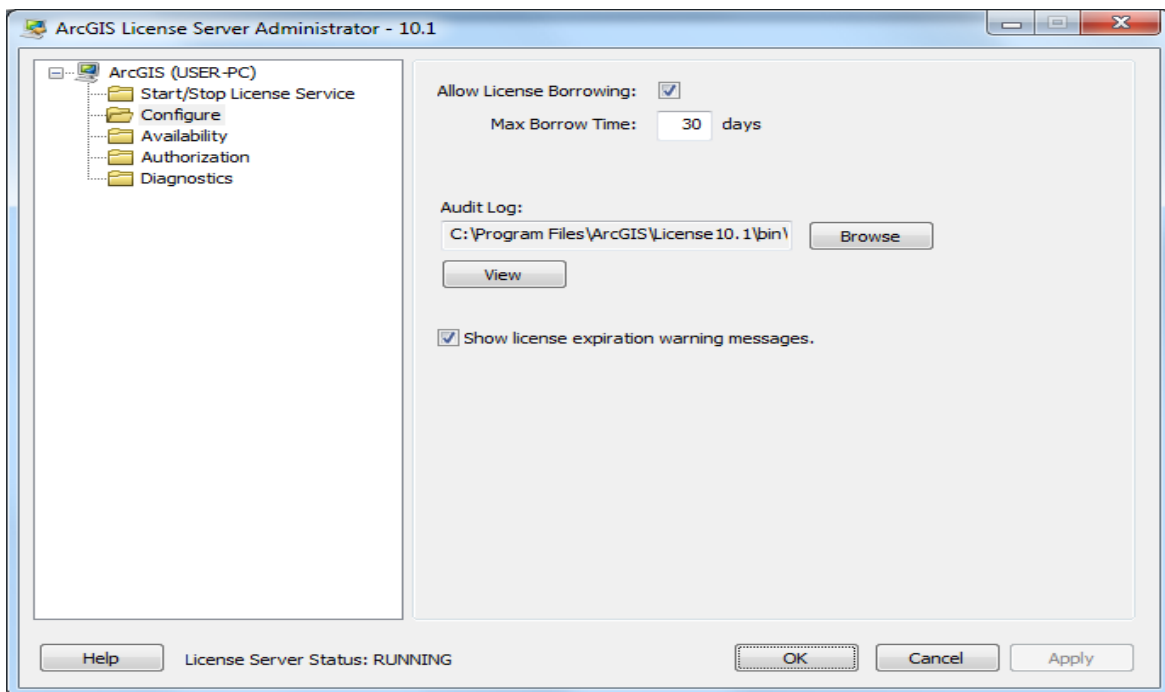 ArcGIS License Server Administrator - 10.1
ArcGIS (USER-PC)
Start/Stop License Service
Configure
Availability
Authorization
Diagnostics
Allow License Borrowing:
Max Borrow Time: 30 days
Audit Log:
C:\Program Files\ArcGIS\License10.1\bin\ Browse
View
Show license expiration warning messages.
Help License Server Status: RUNNING OK Cancel Apply